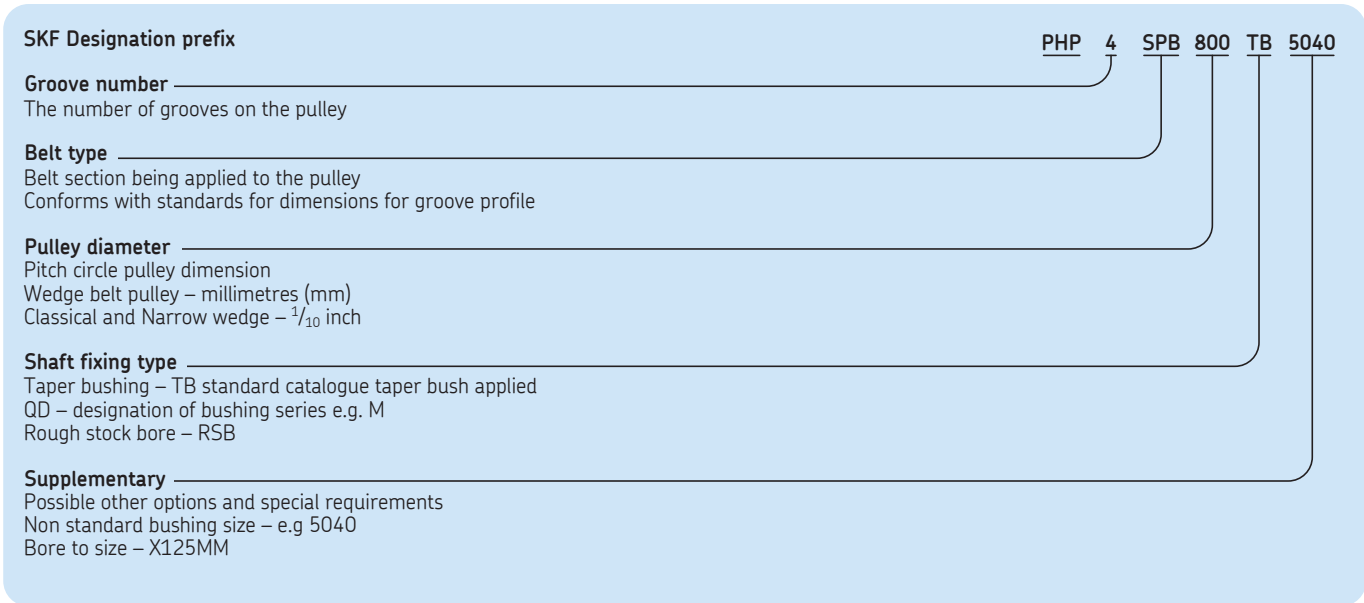 SKF Designation prefix
PHP 4 SPB 800 TB 5040
Groove number
The number of grooves on the pulley
Belt type
Belt section being applied to the pulley
Conforms with standards for dimensions for groove profile
Pulley diameter
Pitch circle pulley dimension
Wedge belt pulley – millimetres (mm)
Classical and Narrow wedge – 1/10 inch
Shaft fixing type
Taper bushing – TB standard catalogue taper bush applied
QD – designation of bushing series e.g. M
Rough stock bore – RSB
Supplementary
Possible other options and special requirements
Non standard bushing size – e.g 5040
Bore to size – X125MM